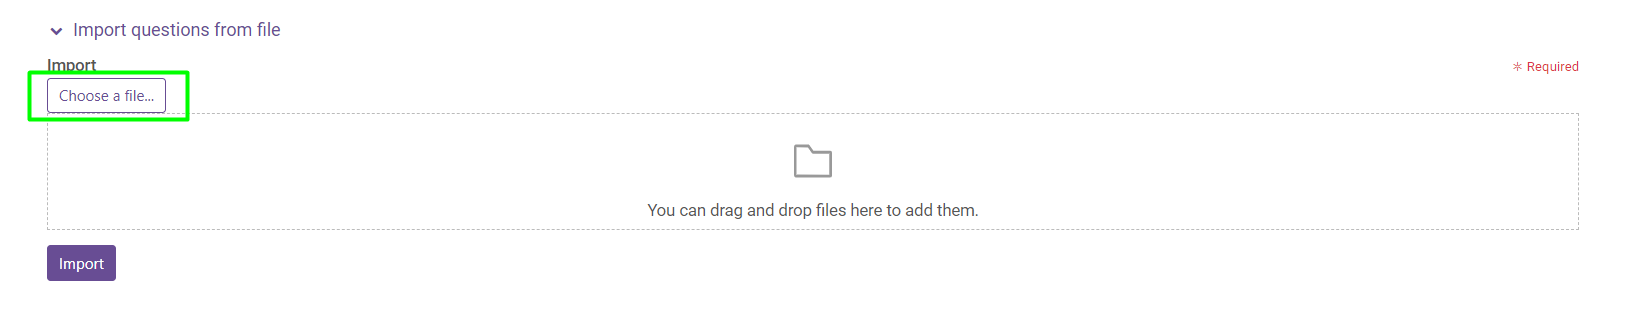 Import questions from file
Import
* Required
Choose a file...
You can drag and drop files here to add them.
Import